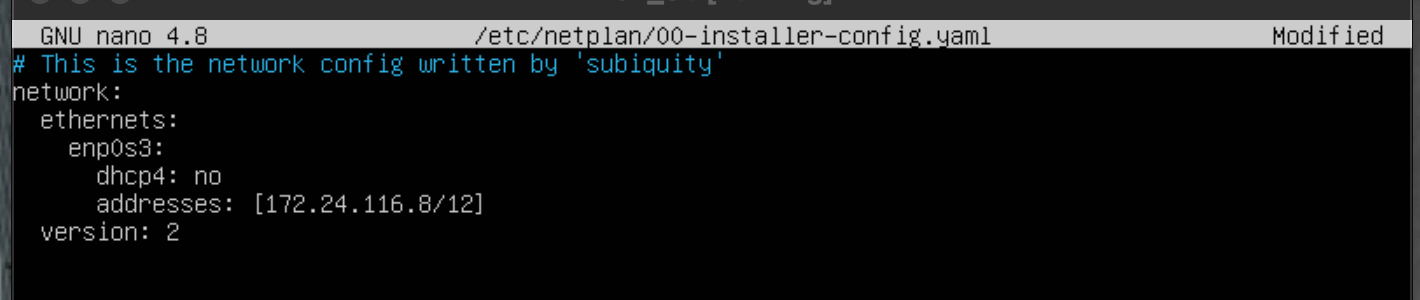 GNU nano 4.8 /etc/netplan/00-installer-config.yaml Modified
# This is the network config written by 'subiquity'
network:
  ethernets:
    enp0s3:
      dhcp4: no
      addresses: [172.24.116.8/12]
  version: 2